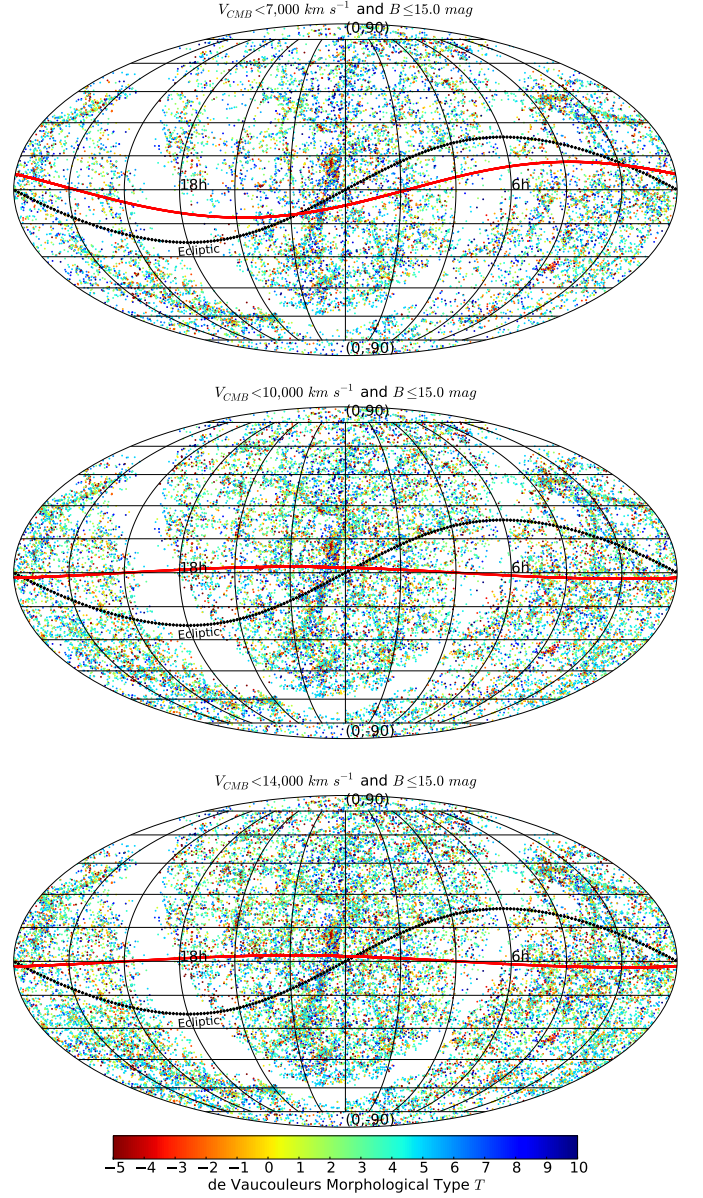 V_CMB<7,000 km s⁻¹ and B≤15.0 mag
(0,90)
18h
6h
Ecliptic
(0,-90)
V_CMB<10,000 km s⁻¹ and B≤15.0 mag
(0,90)
18h
6h
Ecliptic
(0,-90)
V_CMB<14,000 km s⁻¹ and B≤15.0 mag
(0,90)
18h
6h
Ecliptic
(0,-90)
−5 −4 −3 −2 −1 0 1 2 3 4 5 6 7 8 9 10
de Vaucouleurs Morphological Type T